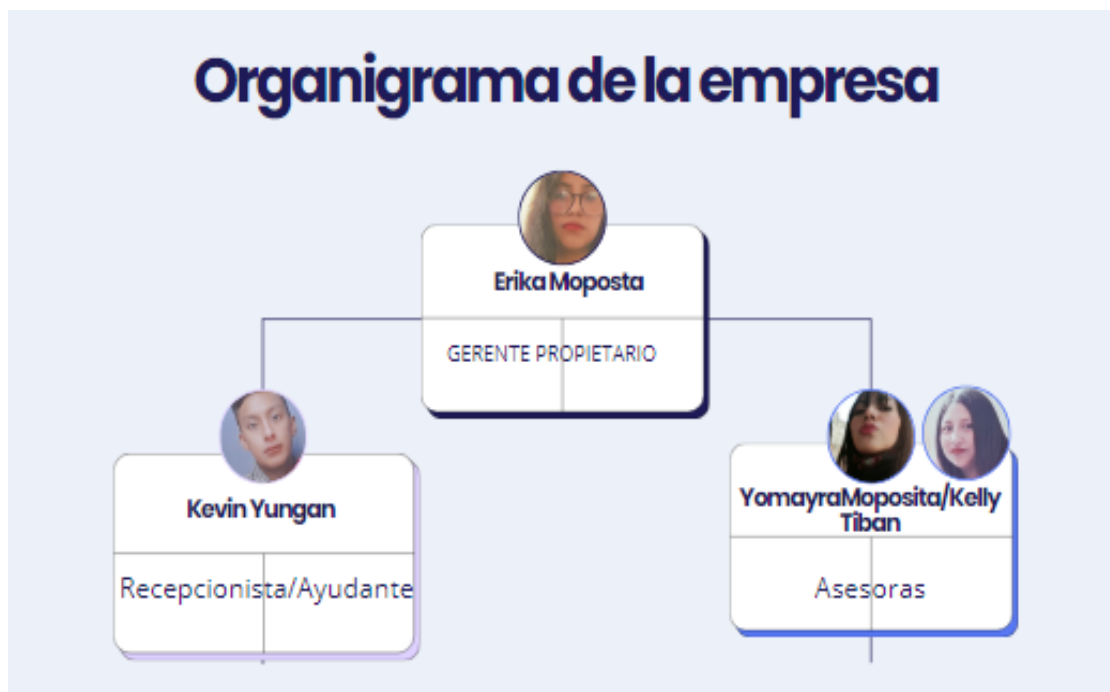 Organigrama de la empresa
Erika Moposta
GERENTE PROPIETARIO
Kevin Yungan
Recepcionista/Ayudante
YomayraMoposita/Kelly
Tiban
Asesoras